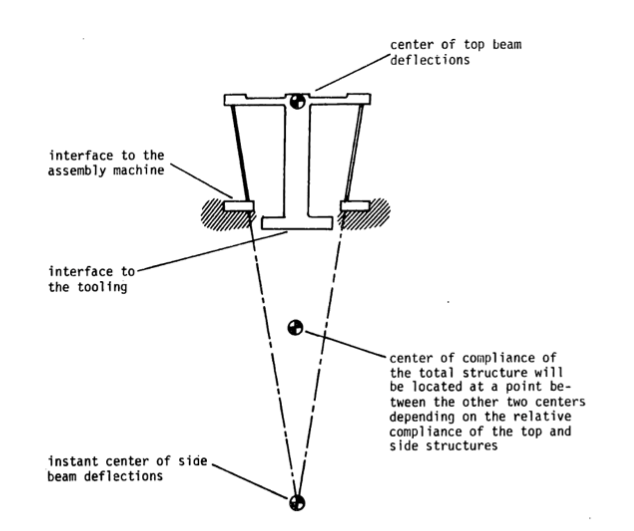 center of top beam
deflections
interface to the
assembly machine
interface to
the tooling
center of compliance of
the total structure will
be located at a point be-
tween the other two centers
depending on the relative
compliance of the top and
side structures
instant center of side
beam deflections